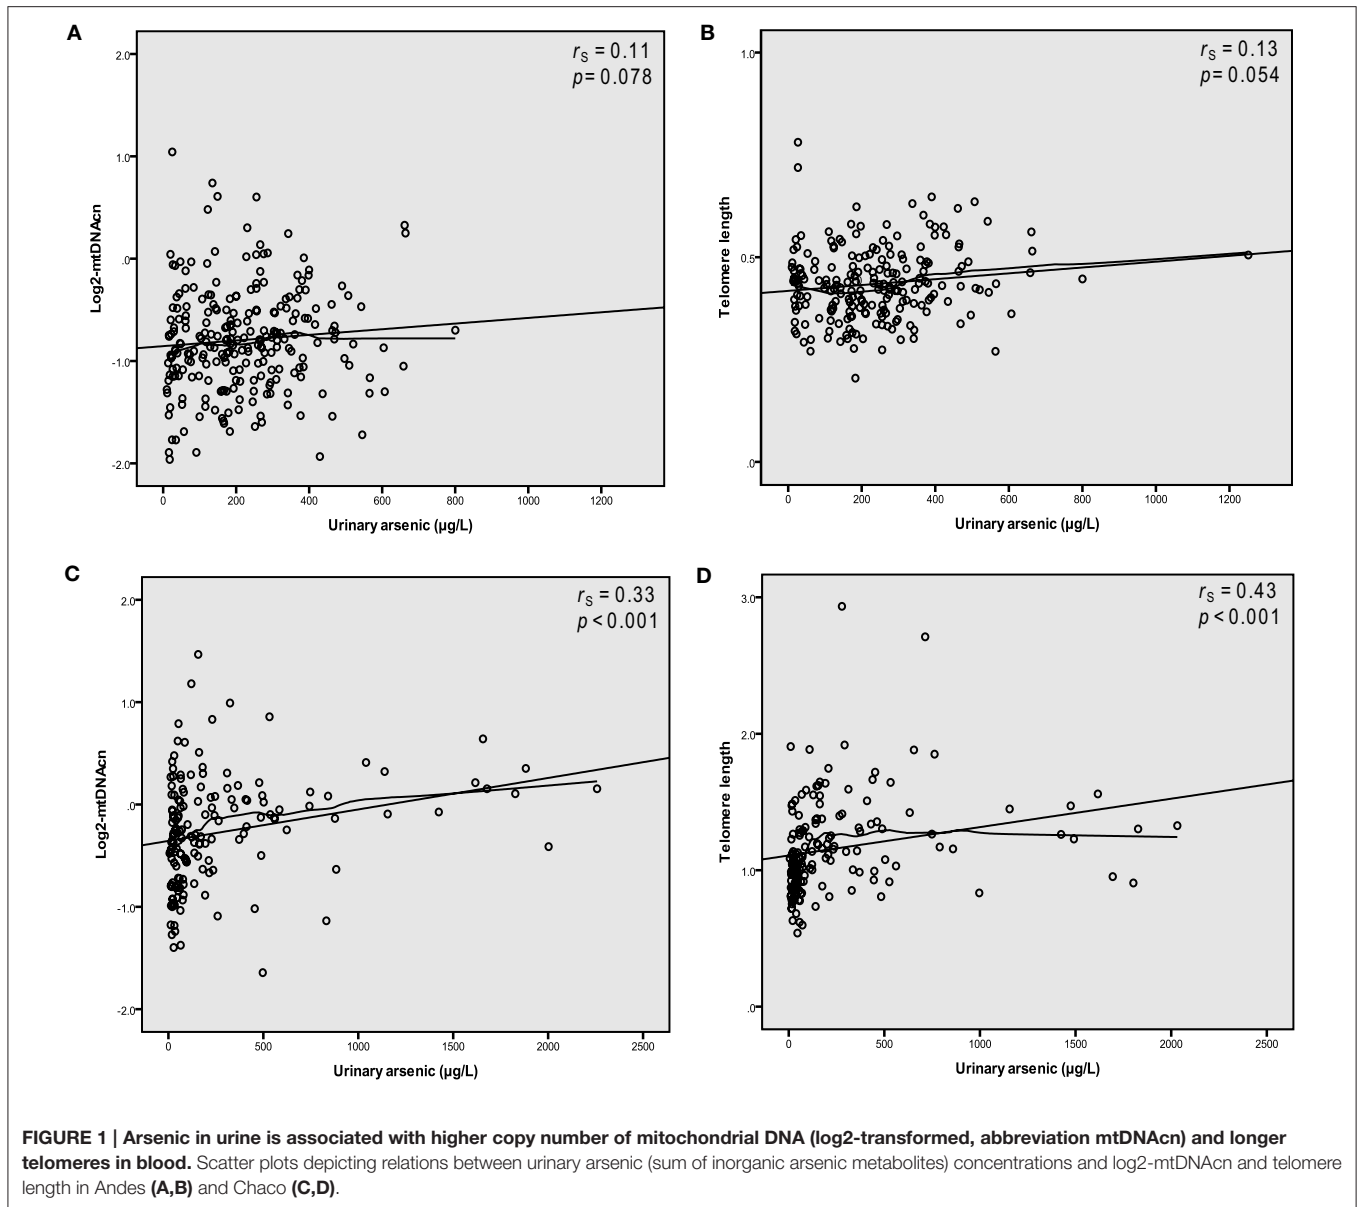 A
r_S = 0.11
p= 0.078
2.0
1.0
.0
-1.0
-2.0
Log2-mtDNAcn
0 200 400 600 800 1000 1200
Urinary arsenic (µg/L)
B
r_S = 0.13
p= 0.054
1.0
0.5
.0
Telomere length
0 200 400 600 800 1000 1200
Urinary arsenic (µg/L)
C
r_S = 0.33
p < 0.001
2.0
1.0
.0
-1.0
-2.0
Log2-mtDNAcn
0 500 1000 1500 2000 2500
Urinary arsenic (µg/L)
D
r_S = 0.43
p < 0.001
3.0
2.0
1.0
.0
Telomere length
0 500 1000 1500 2000 2500
Urinary arsenic (µg/L)
FIGURE 1 | Arsenic in urine is associated with higher copy number of mitochondrial DNA (log2-transformed, abbreviation mtDNAcn) and longer
telomeres in blood. Scatter plots depicting relations between urinary arsenic (sum of inorganic arsenic metabolites) concentrations and log2-mtDNAcn and telomere
length in Andes (A,B) and Chaco (C,D).